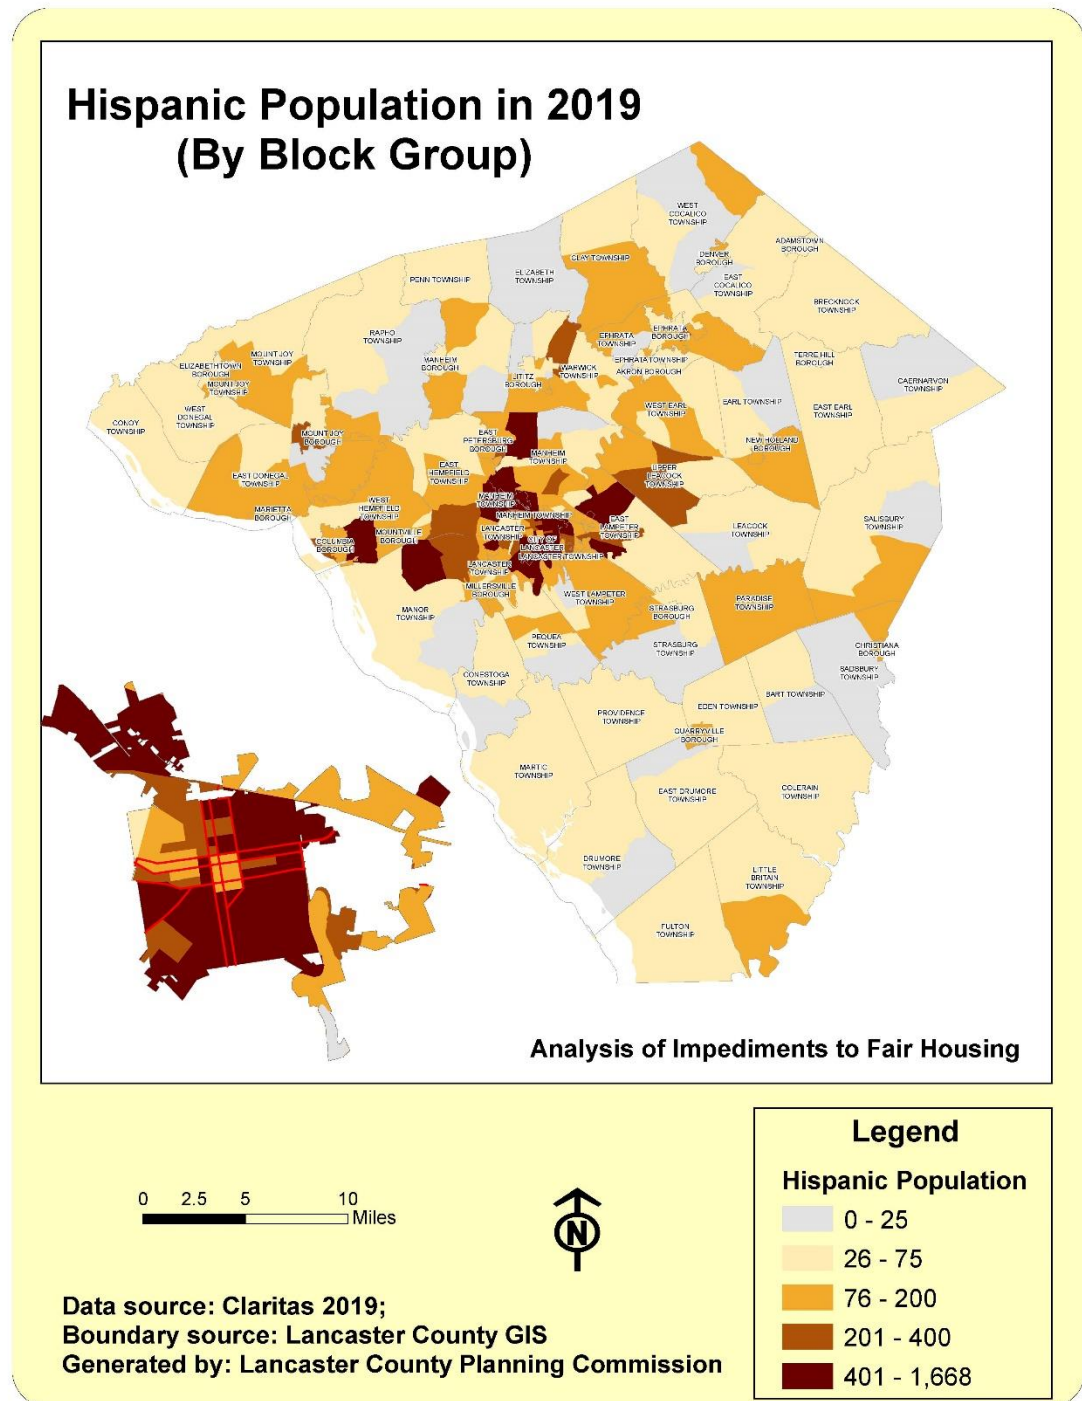 Hispanic Population in 2019
(By Block Group)
WEST
COCALICO
TOWNSHIP
ADAMSTOWN
BOROUGH
DENVER
BOROUGH
CLAY TOWNSHIP
EAST
COCALICO
TOWNSHIP
ELIZABETH
TOWNSHIP
PENN TOWNSHIP
BRECKNOCK
TOWNSHIP
RAPHO
TOWNSHIP
EPHRATA
TOWNSHIP
EPHRATA
BOROUGH
MOUNT JOY
TOWNSHIP
MANHEIM
BOROUGH
EPHRATA TOWNSHIP
TERRE HILL
BOROUGH
ELIZABETHTOWN
BOROUGH
MOUNT JOY
TOWNSHIP
LITITZ
BOROUGH
WARWICK
TOWNSHIP
AKRON BOROUGH
CAERNARVON
TOWNSHIP
WEST
DONEGAL
TOWNSHIP
WEST EARL
TOWNSHIP
EARL TOWNSHIP
EAST EARL
TOWNSHIP
CONOY
TOWNSHIP
MOUNT JOY
BOROUGH
EAST
PETERSBURG
BOROUGH
NEW HOLLAND
BOROUGH
MANHEIM
TOWNSHIP
EAST
HEMPFIELD
TOWNSHIP
UPPER
LEACOCK
TOWNSHIP
EAST DONEGAL
TOWNSHIP
MANHEIM
TOWNSHIP
WEST
HEMPFIELD
TOWNSHIP
MARIETTA
BOROUGH
MANHEIM TOWNSHIP
SALISBURY
TOWNSHIP
EAST
LAMPETER
TOWNSHIP
LEACOCK
TOWNSHIP
LANCASTER
TOWNSHIP
MOUNTVILLE
BOROUGH
COLUMBIA
BOROUGH
CITY OF
LANCASTER
LANCASTER TOWNSHIP
LANCASTER
TOWNSHIP
MILLERSVILLE
BOROUGH
WEST LAMPETER
TOWNSHIP
PARADISE
TOWNSHIP
MANOR
TOWNSHIP
STRASBURG
BOROUGH
PEQUEA
TOWNSHIP
STRASBURG
TOWNSHIP
CHRISTIANA
BOROUGH
SADSBURY
TOWNSHIP
CONESTOGA
TOWNSHIP
BART TOWNSHIP
EDEN TOWNSHIP
PROVIDENCE
TOWNSHIP
QUARRYVILLE
BOROUGH
MARTIC
TOWNSHIP
EAST DRUMORE
TOWNSHIP
COLERAIN
TOWNSHIP
DRUMORE
TOWNSHIP
LITTLE
BRITAIN
TOWNSHIP
FULTON
TOWNSHIP
Analysis of Impediments to Fair Housing
Legend
Hispanic Population
0 - 25
26 - 75
76 - 200
201 - 400
401 - 1,668
0 2.5 5 10
Miles
N
Data source: Claritas 2019;
Boundary source: Lancaster County GIS
Generated by: Lancaster County Planning Commission